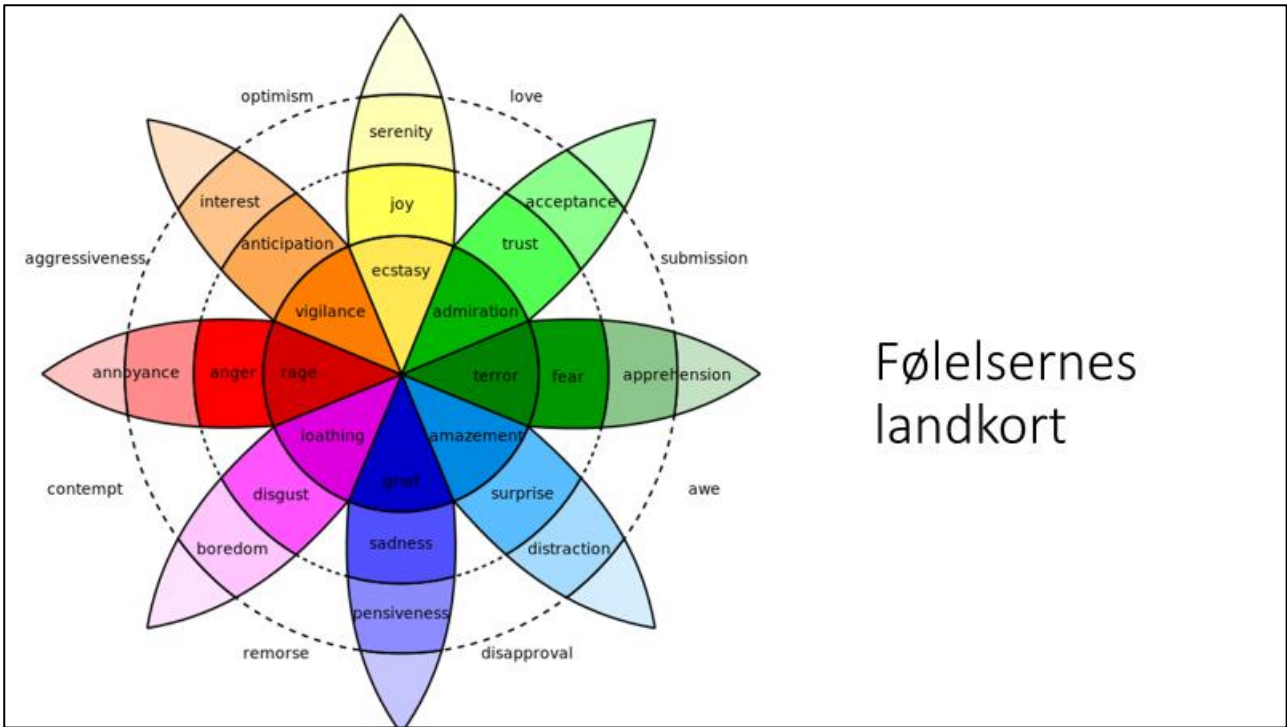 optimism
love
serenity
interest
acceptance
joy
anticipation
trust
aggressiveness
submission
ecstasy
vigilance
admiration
annoyance
anger
rage
terror
fear
apprehension
Følelsernes
landkort
loathing
amazement
grief
contempt
disgust
surprise
awe
boredom
sadness
distraction
pensiveness
remorse
disapproval